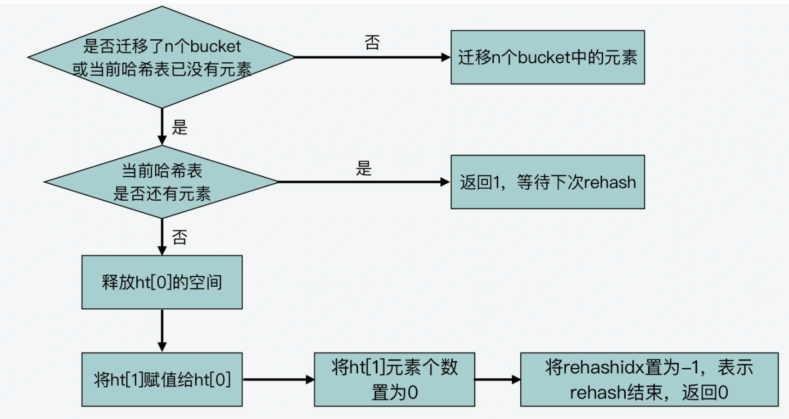 是否迁移了n个bucket
或当前哈希表已没有元素
否
迁移n个bucket中的元素
是
当前哈希表
是否还有元素
是
返回1，等待下次rehash
否
释放ht[0]的空间
将ht[1]赋值给ht[0]
将ht[1]元素个数
置为0
将rehashidx置为-1，表示
rehash结束，返回0